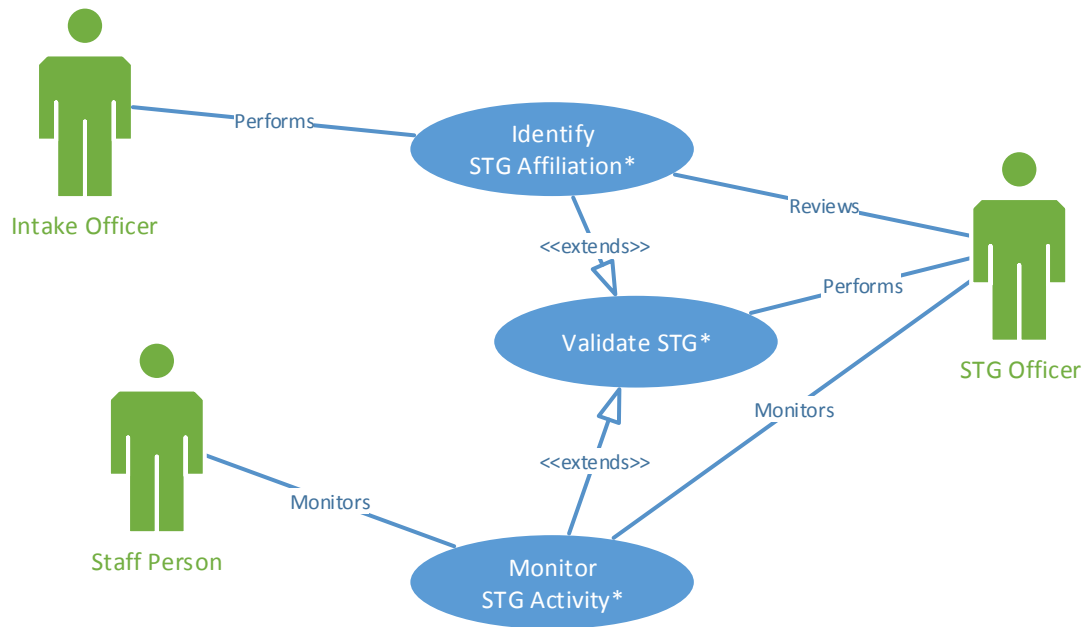 Performs
Identify
STG Affiliation*
Intake Officer
Reviews
<<extends>>
Performs
Validate STG*
STG Officer
Monitors
<<extends>>
Monitors
Staff Person
Monitor
STG Activity*